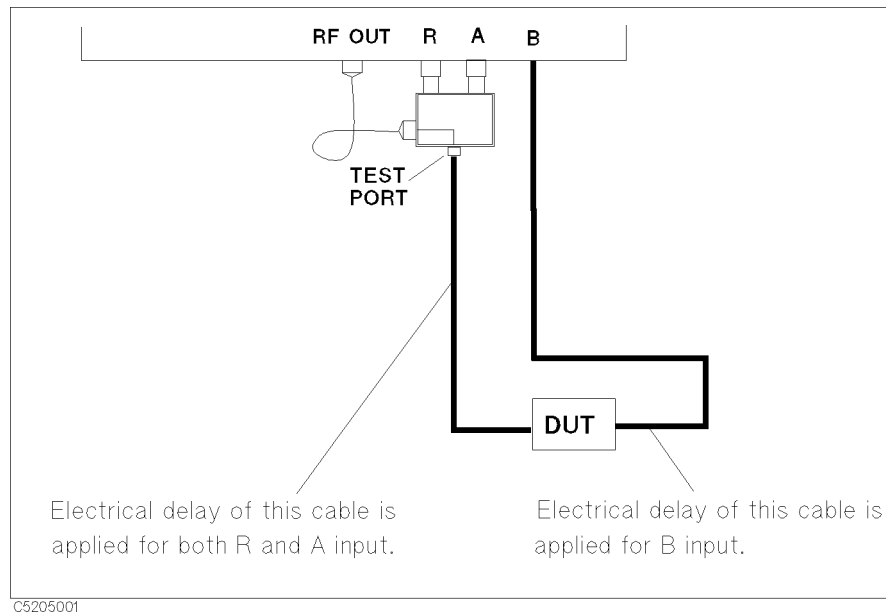 RF OUT R A B
TEST
PORT
DUT
Electrical delay of this cable is
applied for both R and A input.
Electrical delay of this cable is
applied for B input.
C5205001